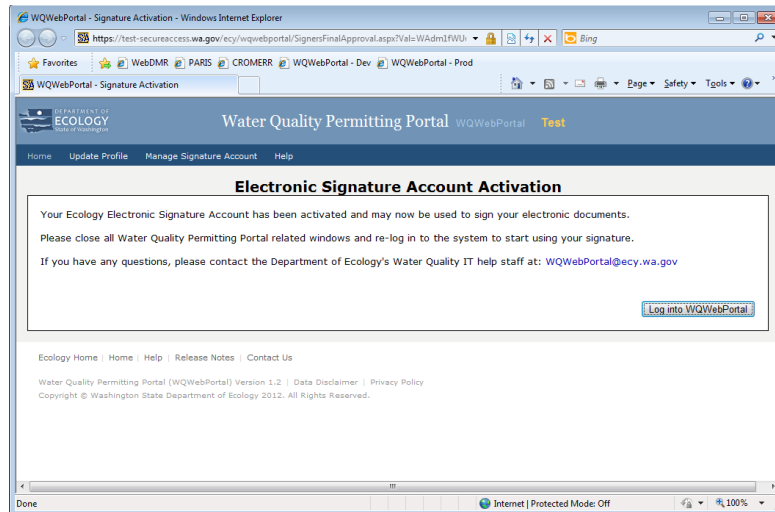 WQWebPortal - Signature Activation - Windows Internet Explorer
https://test-secureaccess.wa.gov/ecy/wqwebportal/SignersFinalApproval.aspx?Val=WAdm1fWU Bing
Favorites WebDMR PARIS CROMERR WQWebPortal - Dev WQWebPortal - Prod
WQWebPortal - Signature Activation Page Safety Tools
DEPARTMENT OF
ECOLOGY
State of Washington
Water Quality Permitting Portal WQWebPortal Test
Home Update Profile Manage Signature Account Help
Electronic Signature Account Activation
Your Ecology Electronic Signature Account has been activated and may now be used to sign your electronic documents.
Please close all Water Quality Permitting Portal related windows and re-log in to the system to start using your signature.
If you have any questions, please contact the Department of Ecology's Water Quality IT help staff at: WQWebPortal@ecy.wa.gov
Log into WQWebPortal
Ecology Home | Home | Help | Release Notes | Contact Us
Water Quality Permitting Portal (WQWebPortal) Version 1.2 | Data Disclaimer | Privacy Policy
Copyright © Washington State Department of Ecology 2012. All Rights Reserved.
Done Internet | Protected Mode: Off 100%